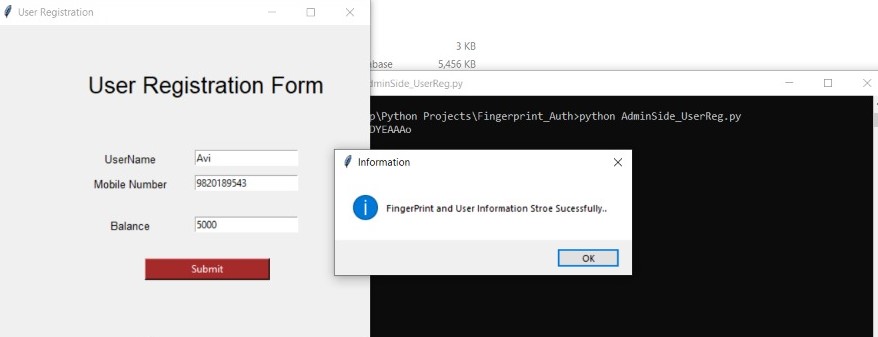 User Registration
User Registration Form
UserName Avi
Mobile Number 9820189543
Balance 5000
Submit
3 KB
abase 5,456 KB
dminSide_UserReg.py
p\Python Projects\Fingerprint_Auth>python AdminSide_UserReg.py
DYEAAAo
Information
FingerPrint and User Information Stroe Sucessfully..
OK